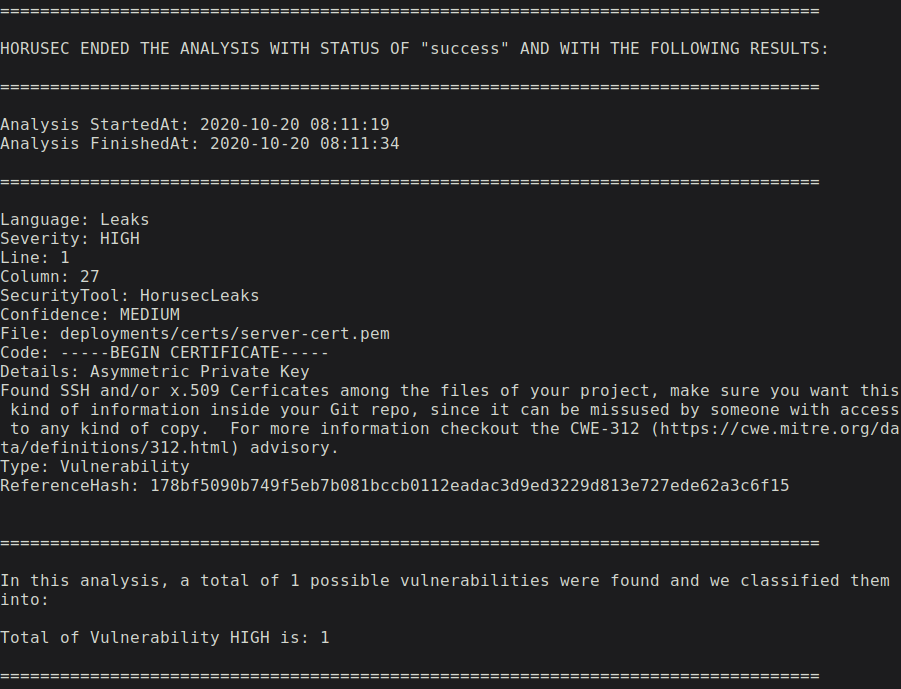 ==================================================================================
HORUSEC ENDED THE ANALYSIS WITH STATUS OF "success" AND WITH THE FOLLOWING RESULTS:
==================================================================================
Analysis StartedAt: 2020-10-20 08:11:19
Analysis FinishedAt: 2020-10-20 08:11:34
==================================================================================
Language: Leaks
Severity: HIGH
Line: 1
Column: 27
SecurityTool: HorusecLeaks
Confidence: MEDIUM
File: deployments/certs/server-cert.pem
Code: -----BEGIN CERTIFICATE-----
Details: Asymmetric Private Key
Found SSH and/or x.509 Cerficates among the files of your project, make sure you want this
 kind of information inside your Git repo, since it can be missused by someone with access
 to any kind of copy.  For more information checkout the CWE-312 (https://cwe.mitre.org/da
ta/definitions/312.html) advisory.
Type: Vulnerability
ReferenceHash: 178bf5090b749f5eb7b081bccb0112eadac3d9ed3229d813e727ede62a3c6f15
==================================================================================
In this analysis, a total of 1 possible vulnerabilities were found and we classified them
into:
Total of Vulnerability HIGH is: 1
==================================================================================